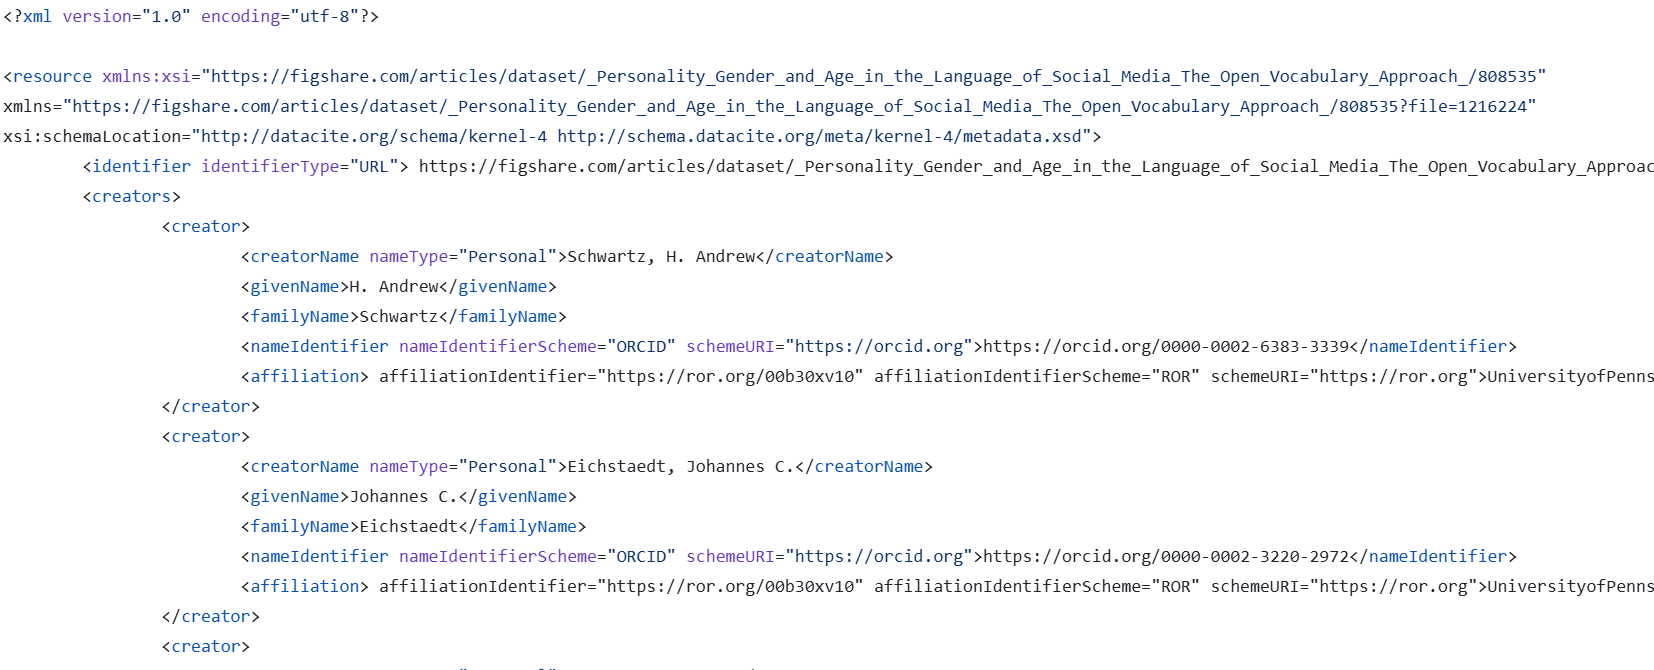 <?xml version="1.0" encoding="utf-8"?>
<resource xmlns:xsi="https://figshare.com/articles/dataset/_Personality_Gender_and_Age_in_the_Language_of_Social_Media_The_Open_Vocabulary_Approach_/808535"
xmlns="https://figshare.com/articles/dataset/_Personality_Gender_and_Age_in_the_Language_of_Social_Media_The_Open_Vocabulary_Approach_/808535?file=1216224"
xsi:schemaLocation="http://datacite.org/schema/kernel-4 http://schema.datacite.org/meta/kernel-4/metadata.xsd">
<identifier identifierType="URL"> https://figshare.com/articles/dataset/_Personality_Gender_and_Age_in_the_Language_of_Social_Media_The_Open_Vocabulary_Approac
<creators>
<creator>
<creatorName nameType="Personal">Schwartz, H. Andrew</creatorName>
<givenName>H. Andrew</givenName>
<familyName>Schwartz</familyName>
<nameIdentifier nameIdentifierScheme="ORCID" schemeURI="https://orcid.org">https://orcid.org/0000-0002-6383-3339</nameIdentifier>
<affiliation> affiliationIdentifier="https://ror.org/00b30xv10" affiliationIdentifierScheme="ROR" schemeURI="https://ror.org">UniversityofPenns
</creator>
<creator>
<creatorName nameType="Personal">Eichstaedt, Johannes C.</creatorName>
<givenName>Johannes C.</givenName>
<familyName>Eichstaedt</familyName>
<nameIdentifier nameIdentifierScheme="ORCID" schemeURI="https://orcid.org">https://orcid.org/0000-0002-3220-2972</nameIdentifier>
<affiliation> affiliationIdentifier="https://ror.org/00b30xv10" affiliationIdentifierScheme="ROR" schemeURI="https://ror.org">UniversityofPenns
</creator>
<creator>